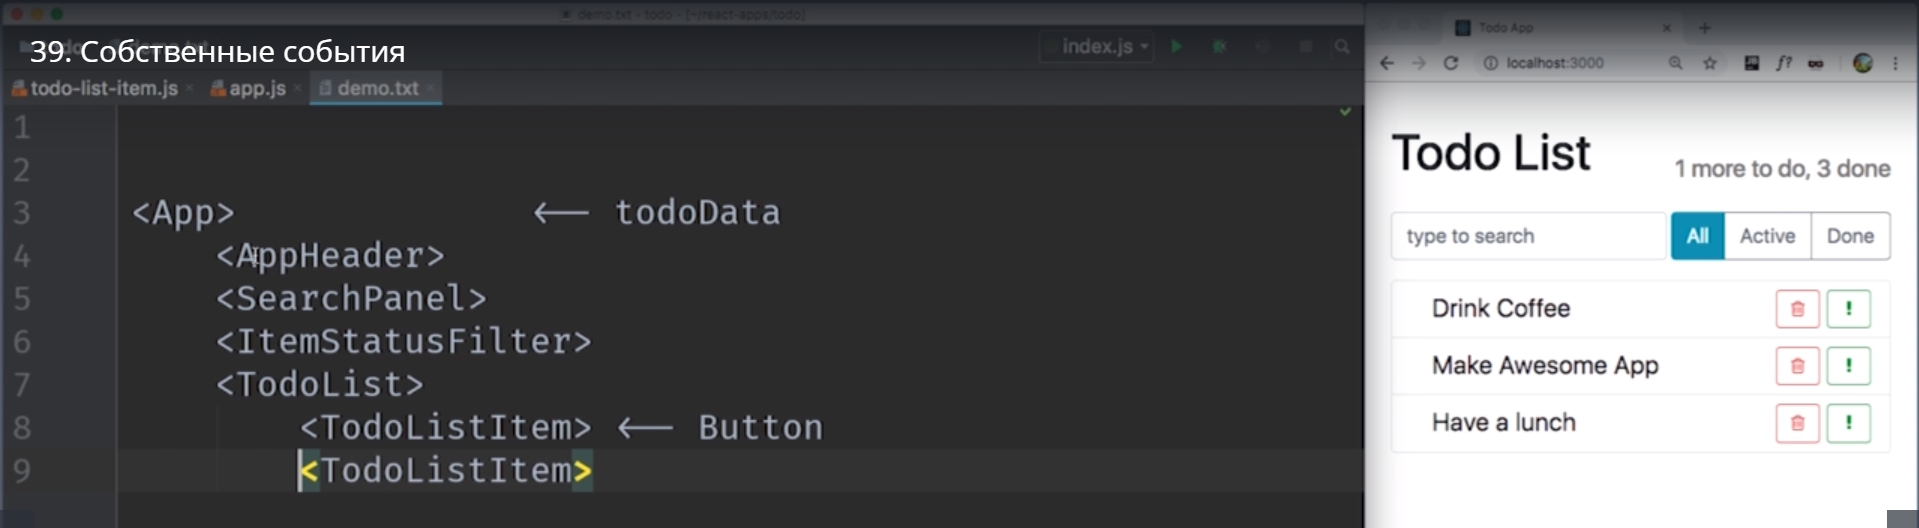 demo.txt - todo - [~/react-apps/todo]
39. Собственные события
index.js
todo-list-item.js
app.js
demo.txt
1
2
3 <App> <— todoData
4 <AppHeader>
5 <SearchPanel>
6 <ItemStatusFilter>
7 <TodoList>
8 <TodoListItem> <— Button
9 <TodoListItem>
Todo App
localhost:3000
f?
Todo List
1 more to do, 3 done
type to search
All
Active
Done
Drink Coffee
!
Make Awesome App
!
Have a lunch
!